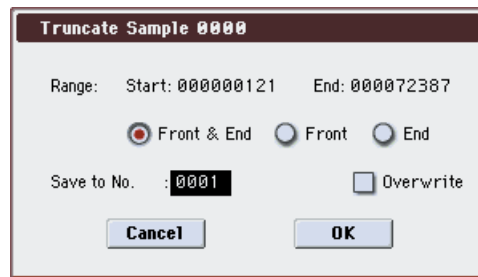 Truncate Sample 0000
Range: Start: 000000121 End: 000072387
Front & End Front End
Save to No. :0001 Overwrite
Cancel OK